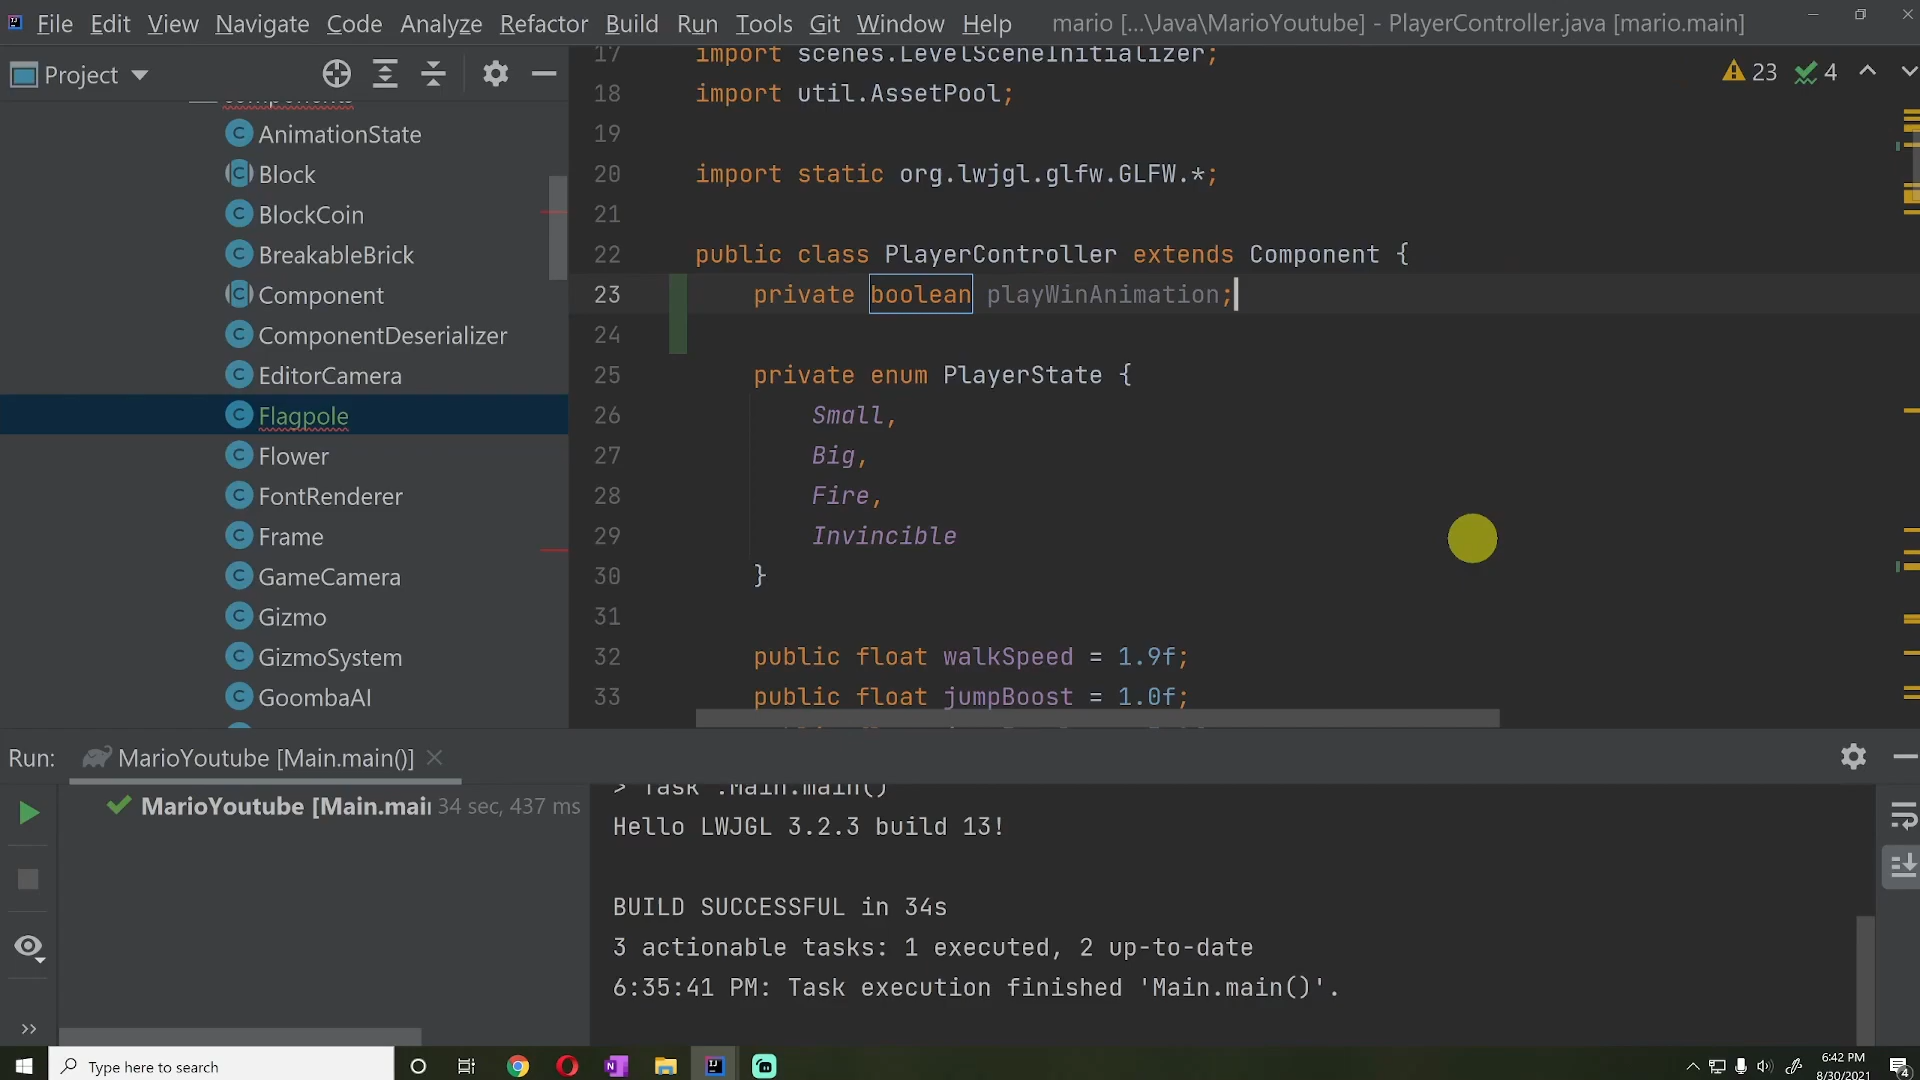 File Edit View Navigate Code Analyze Refactor Build Run Tools Git Window Help mario [...\Java\MarioYoutube] - PlayerController.java [mario.main]
Project
components
AnimationState
Block
BlockCoin
BreakableBrick
Component
ComponentDeserializer
EditorCamera
Flagpole
Flower
FontRenderer
Frame
GameCamera
Gizmo
GizmoSystem
GoombaAI
23 4
17 import scenes.LevelSceneInitializer;
18 import util.AssetPool;
19
20 import static org.lwjgl.glfw.GLFW.*;
21
22 public class PlayerController extends Component {
23 private boolean playWinAnimation;
24
25 private enum PlayerState {
26 Small,
27 Big,
28 Fire,
29 Invincible
30 }
31
32 public float walkSpeed = 1.9f;
33 public float jumpBoost = 1.0f;
Run: MarioYoutube [Main.main()]
MarioYoutube [Main.mai 34 sec, 437 ms
> Task :Main.main()
Hello LWJGL 3.2.3 build 13!
BUILD SUCCESSFUL in 34s
3 actionable tasks: 1 executed, 2 up-to-date
6:35:41 PM: Task execution finished 'Main.main()'.
Type here to search
6:42 PM
8/30/2021
4